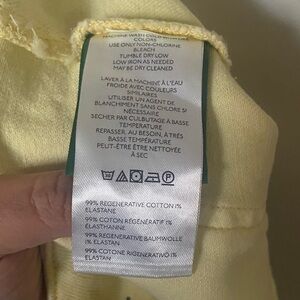 MACHINE WASH COLD WITH LIKE
COLORS
USE ONLY NON-CHLORINE
BLEACH
TUMBLE DRY LOW
LOW IRON AS NEEDED
MAY BE DRY CLEANED
LAVER À LA MACHINE À L'EAU
FROIDE AVEC COULEURS
SIMILAIRES
UTILISER UN AGENT DE
BLANCHIMENT SANS CHLORE SI
NÉCESSAIRE
SÉCHER PAR CULBUTAGE À BASSE
TEMPÉRATURE
REPASSER, AU BESOIN, À TRÈS
BASSE TEMPÉRATURE
PEUT-ÊTRE ÊTRE NETTOYÉE
À SEC
P
99% REGENERATIVE COTTON 1%
ELASTANE
99% COTON RÉGÉNÉRATIF 1%
ÉLASTHANNE
99% REGENERATIVE BAUMWOLLE
1% ELASTAN
99% COTONE RIGENERATIVO 1%
ELASTAN